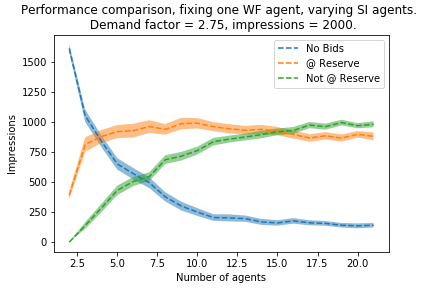 Performance comparison, fixing one WF agent, varying SI agents.
Demand factor = 2.75, impressions = 2000.
No Bids
@ Reserve
Not @ Reserve
Impressions
1500
1250
1000
750
500
250
0
2.5 5.0 7.5 10.0 12.5 15.0 17.5 20.0
Number of agents